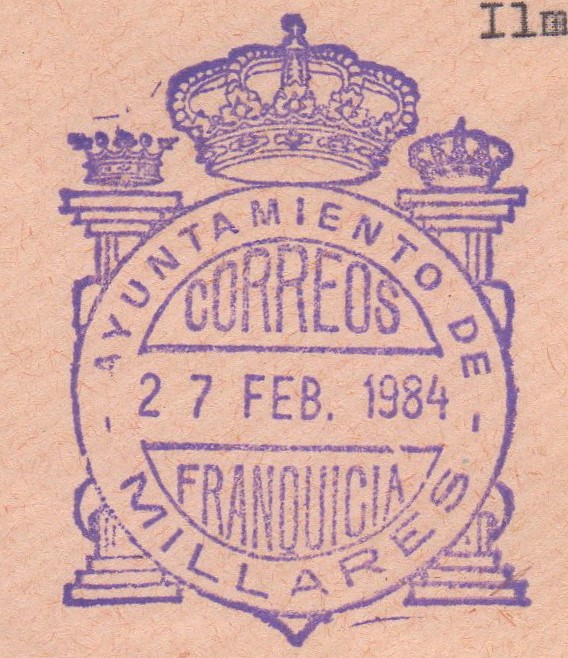 Ilm
AYUNTAMIENTO DE
CORREOS
27 FEB. 1984
FRANQUICIA
MILLARES